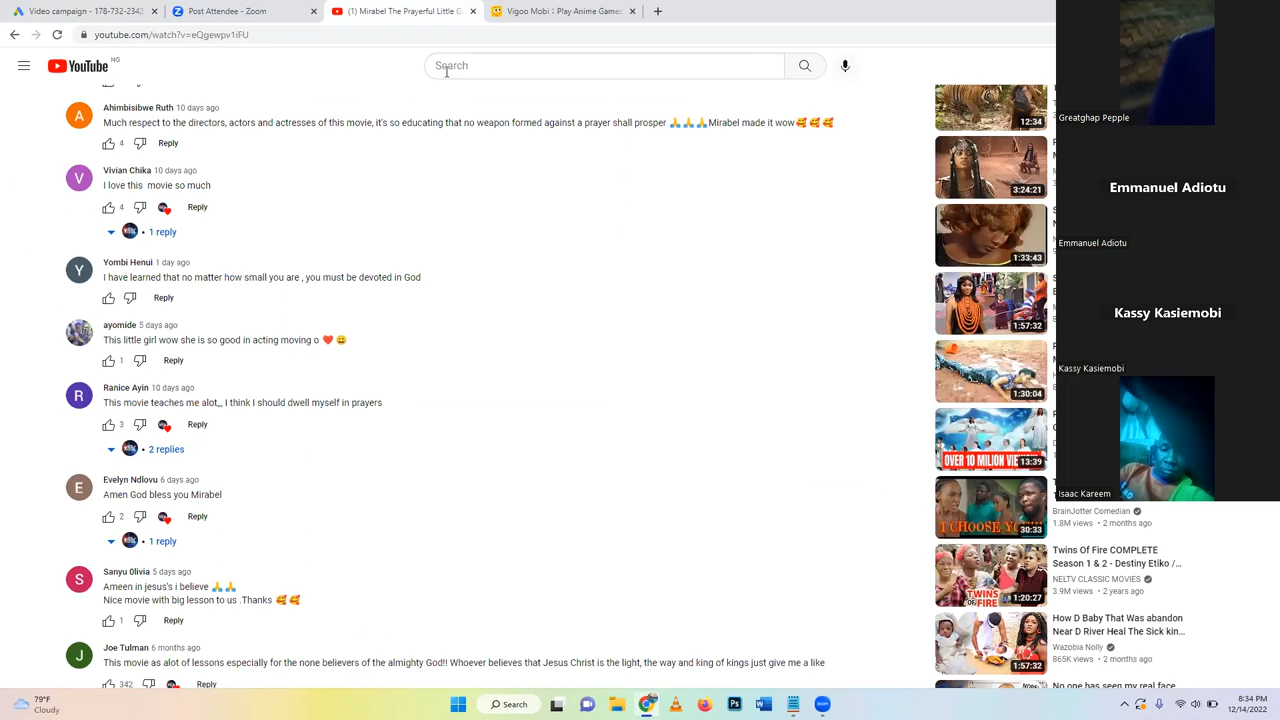 Video campaign - 178-732-2342
Post Attendee - Zoom
(1) Mirabel The Prayerful Little G
Vigoo Mobi : Play Anime Games
youtube.com/watch?v=eQgewpv1iFU
YouTube NG
Search
Ahimbisibwe Ruth 10 days ago
Much respect to the directors, actors and actresses of this movie, it's so educating that no weapon formed against a prayer shall prosper 🙏🙏🙏Mirabel made it wow🥰🥰🥰
4 Reply
Vivian Chika 10 days ago
I love this movie so much
4 Reply
1 reply
Yombi Henui 1 day ago
I have learned that no matter how small you are , you must be devoted in God
Reply
ayomide 5 days ago
This little girl wow she is so good in acting moving o ❤️😀
1 Reply
Ranice Ayin 10 days ago
This movie teaches me alot,,, I think I should dwell myself in prayers
3 Reply
2 replies
Evelyn Ndlovu 6 days ago
Amen God bless you Mirabel
2 Reply
1 reply
Sanyu 0livia 5 days ago
Ameen in jesus's i believe 🙏🙏
Nice movie with big lesson to us .Thanks 🥰🥰
1 Reply
Joe Tulman 6 months ago
This movie as alot of lessons especially for the none believers of the almighty God!! Whoever believes that Jesus Christ is the light, the way and king of kings just give me a like
342 Reply
12:34
3:24:21
1:33:43
1:57:32
1:30:04
OVER 10 MILION VIEW
13:39
I CHOOSE YO
30:33
BrainJotter Comedian
1.8M views • 2 months ago
TWINS OF FIRE
1:20:27
Twins Of Fire COMPLETE
Season 1 & 2 - Destiny Etiko /...
NELTV CLASSIC MOVIES
3.9M views • 2 years ago
1:57:32
How D Baby That Was abandon
Near D River Heal The Sick kin...
Wazobia Nolly
865K views • 2 months ago
No one has seen my real face
Greatghap Pepple
Emmanuel Adiotu
Emmanuel Adiotu
Kassy Kasiemobi
Kassy Kasiemobi
Isaac Kareem
79°F
Cloudy
Search
8:34 PM
12/14/2022